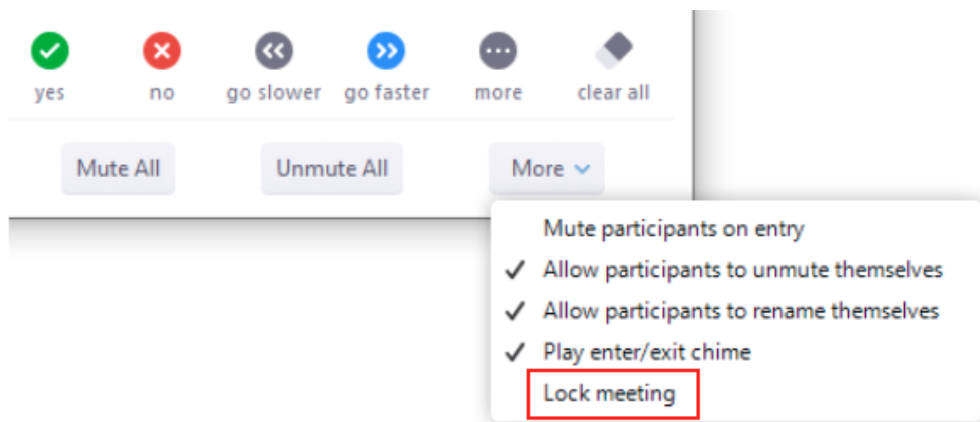 yes no go slower go faster more clear all
Mute All Unmute All More
Mute participants on entry
Allow participants to unmute themselves
Allow participants to rename themselves
Play enter/exit chime
Lock meeting